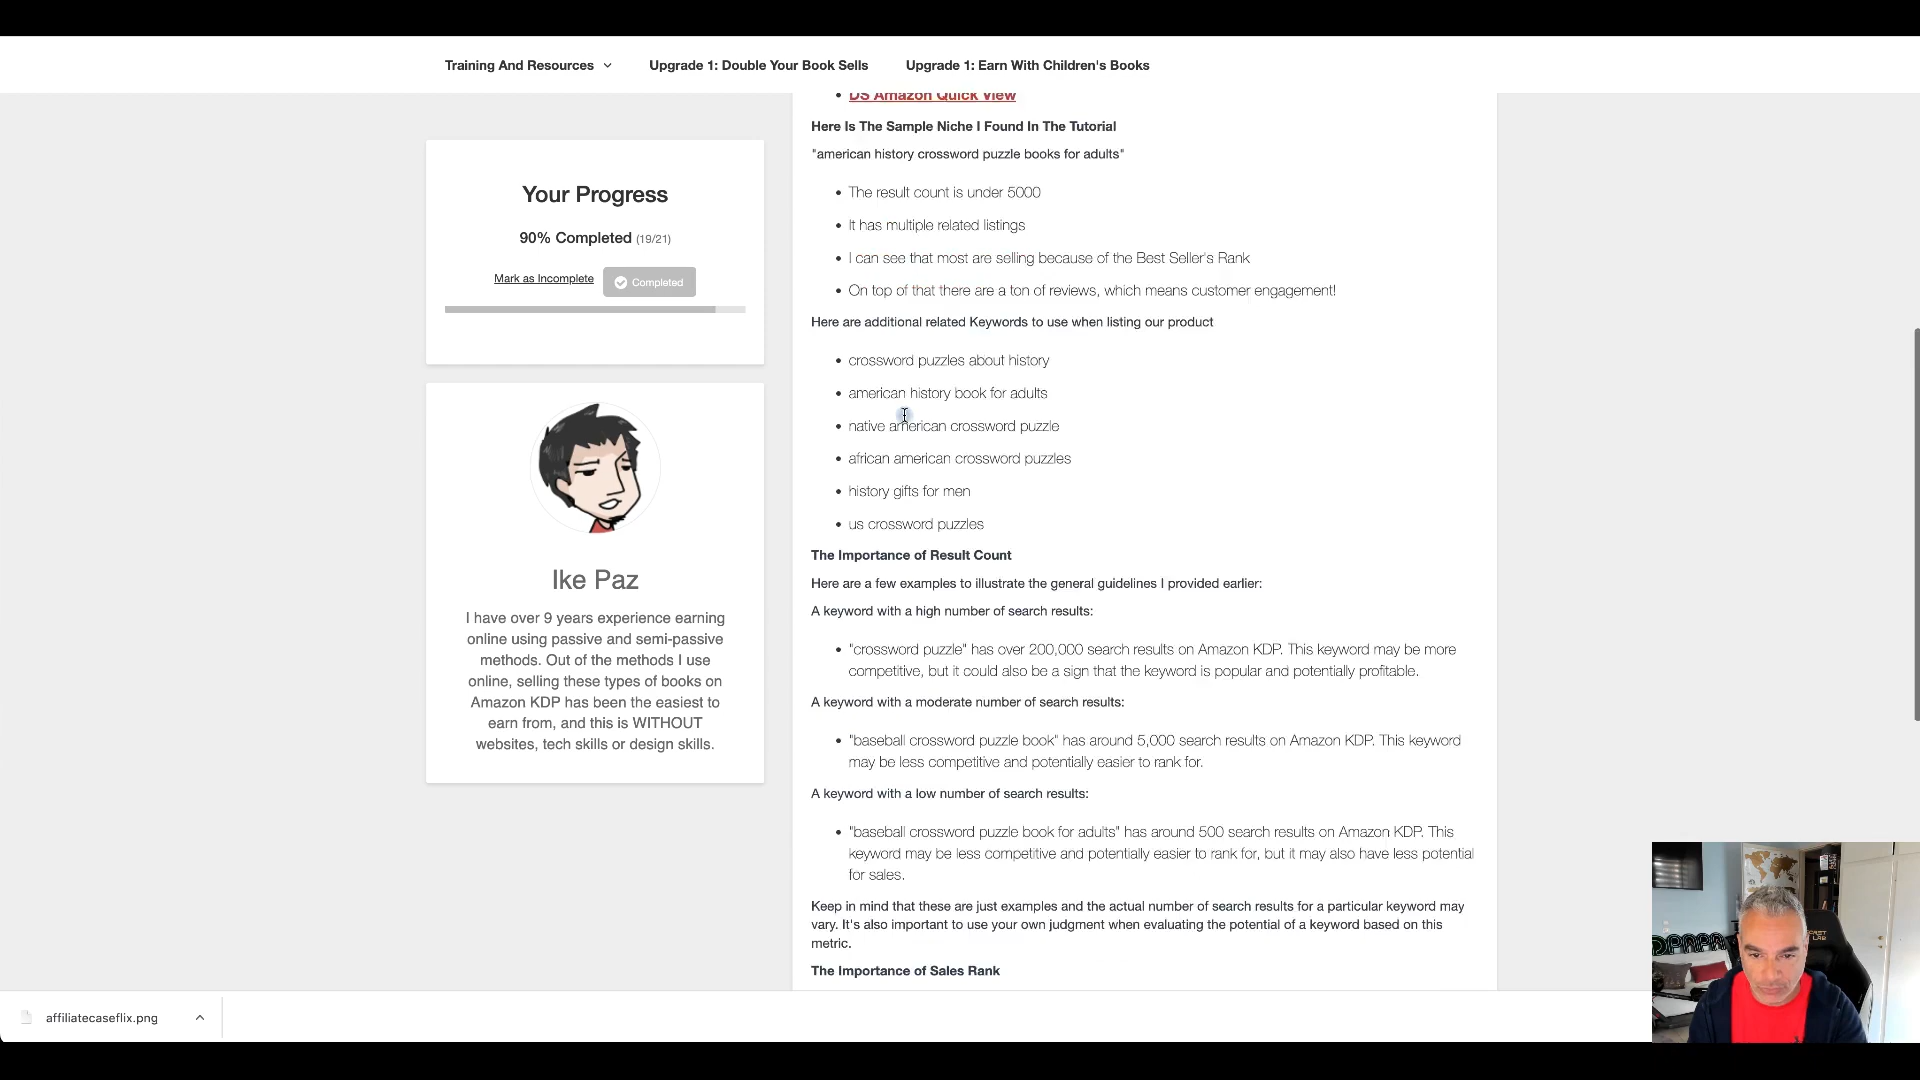 Training And Resources
Upgrade 1: Double Your Book Sells
Upgrade 1: Earn With Children's Books
DS Amazon Quick View
Here Is The Sample Niche I Found In The Tutorial
"american history crossword puzzle books for adults"
The result count is under 5000
It has multiple related listings
I can see that most are selling because of the Best Seller's Rank
On top of that there are a ton of reviews, which means customer engagement!
Here are additional related Keywords to use when listing our product
crossword puzzles about history
american history book for adults
native american crossword puzzle
african american crossword puzzles
history gifts for men
us crossword puzzles
The Importance of Result Count
Here are a few examples to illustrate the general guidelines I provided earlier:
A keyword with a high number of search results:
"crossword puzzle" has over 200,000 search results on Amazon KDP. This keyword may be more
competitive, but it could also be a sign that the keyword is popular and potentially profitable.
A keyword with a moderate number of search results:
"baseball crossword puzzle book" has around 5,000 search results on Amazon KDP. This keyword
may be less competitive and potentially easier to rank for.
A keyword with a low number of search results:
"baseball crossword puzzle book for adults" has around 500 search results on Amazon KDP. This
keyword may be less competitive and potentially easier to rank for, but it may also have less potential
for sales.
Keep in mind that these are just examples and the actual number of search results for a particular keyword may
vary. It's also important to use your own judgment when evaluating the potential of a keyword based on this
metric.
The Importance of Sales Rank
Your Progress
90% Completed (19/21)
Mark as Incomplete
Completed
Ike Paz
I have over 9 years experience earning
online using passive and semi-passive
methods. Out of the methods I use
online, selling these types of books on
Amazon KDP has been the easiest to
earn from, and this is WITHOUT
websites, tech skills or design skills.
affiliatecaseflix.png